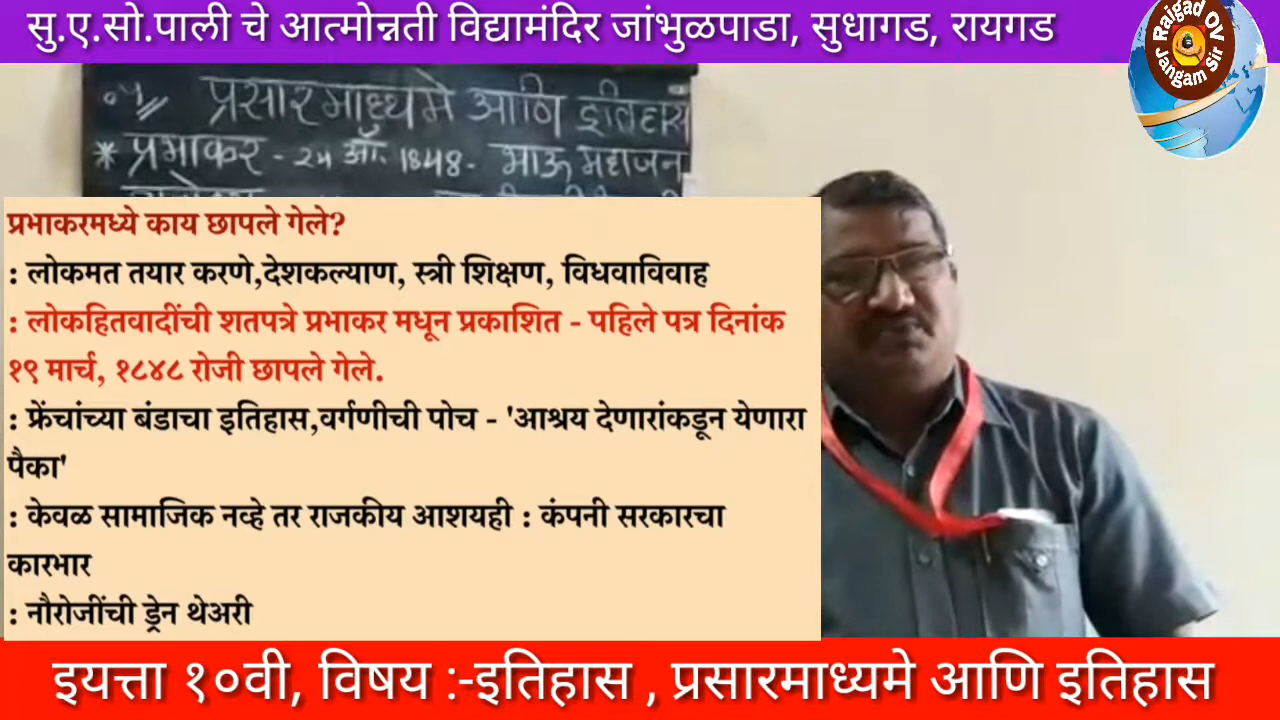 सु.ए.सो.पाली चे आत्मोन्नती विद्यामंदिर जांभुळपाडा, सुधागड, रायगड
Raigad OV
Jangam Sir
प्रसारमाध्यमे आणि इतिहास
* प्रभाकर - २४ ऑ. 1848 - भाऊ महाजन
प्रभाकरमध्ये काय छापले गेले?
: लोकमत तयार करणे,देशकल्याण, स्त्री शिक्षण, विधवाविवाह
: लोकहितवादींची शतपत्रे प्रभाकर मधून प्रकाशित - पहिले पत्र दिनांक
१९ मार्च, १८४८ रोजी छापले गेले.
: फ्रेंचांच्या बंडाचा इतिहास,वर्गणीची पोच - 'आश्रय देणारांकडून येणारा
पैका'
: केवळ सामाजिक नव्हे तर राजकीय आशयही : कंपनी सरकारचा
कारभार
: नौरोजींची ड्रेन थेअरी
इयत्ता १०वी, विषय :-इतिहास , प्रसारमाध्यमे आणि इतिहास